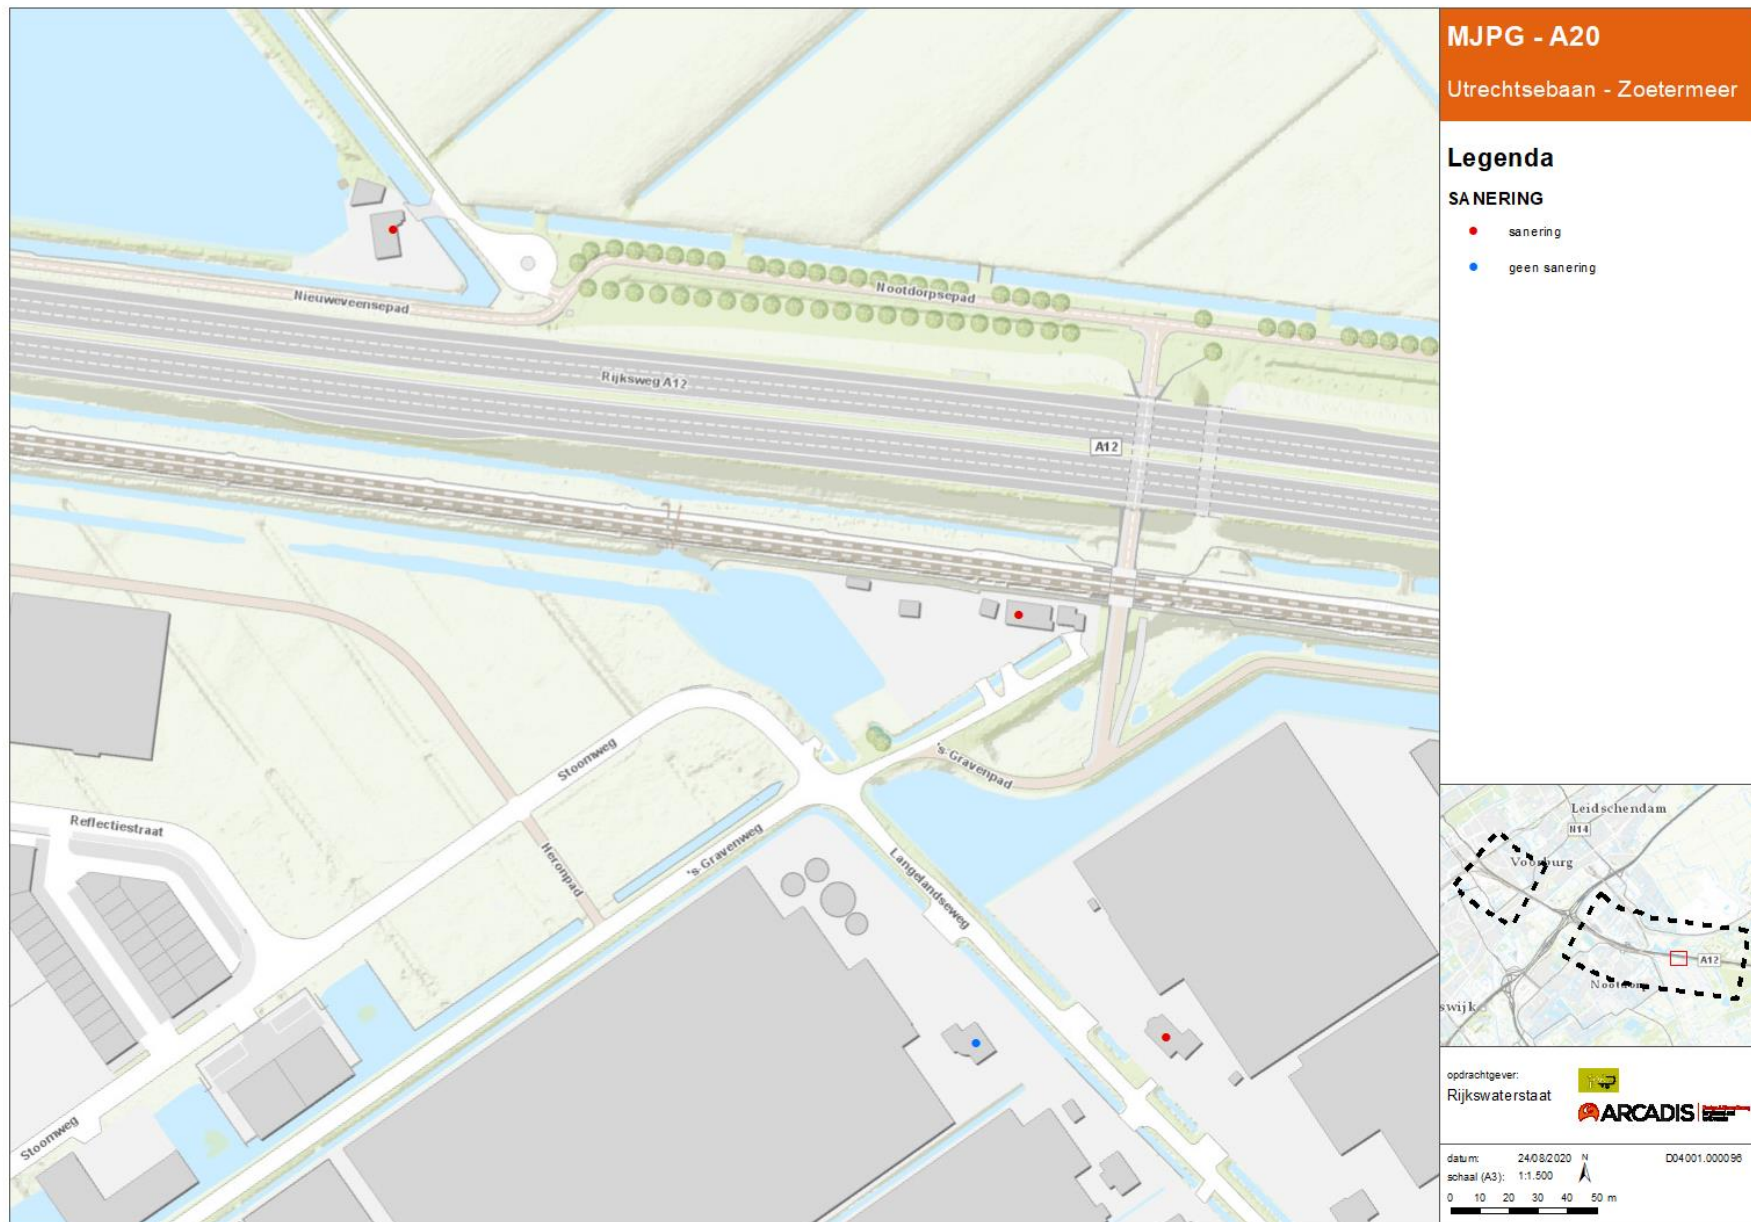 MJPG - A20
Utrechtsebaan - Zoetermeer
Legenda
SANERING
sanering
geen sanering
Nieuweveensepad
Nootdorpsepad
Rijksweg A12
A12
Stoomweg
's-Gravenpad
Reflectiestraat
Heronpad
's-Gravenweg
Langelandseweg
Stoomweg
Leidschendam
N14
Voorburg
A12
Nootdorp
swijk
opdrachtgever:
Rijkswaterstaat
ARCADIS
datum: 24/08/2020 N D04001.000096
schaal (A3): 1:1.500
0 10 20 30 40 50 m